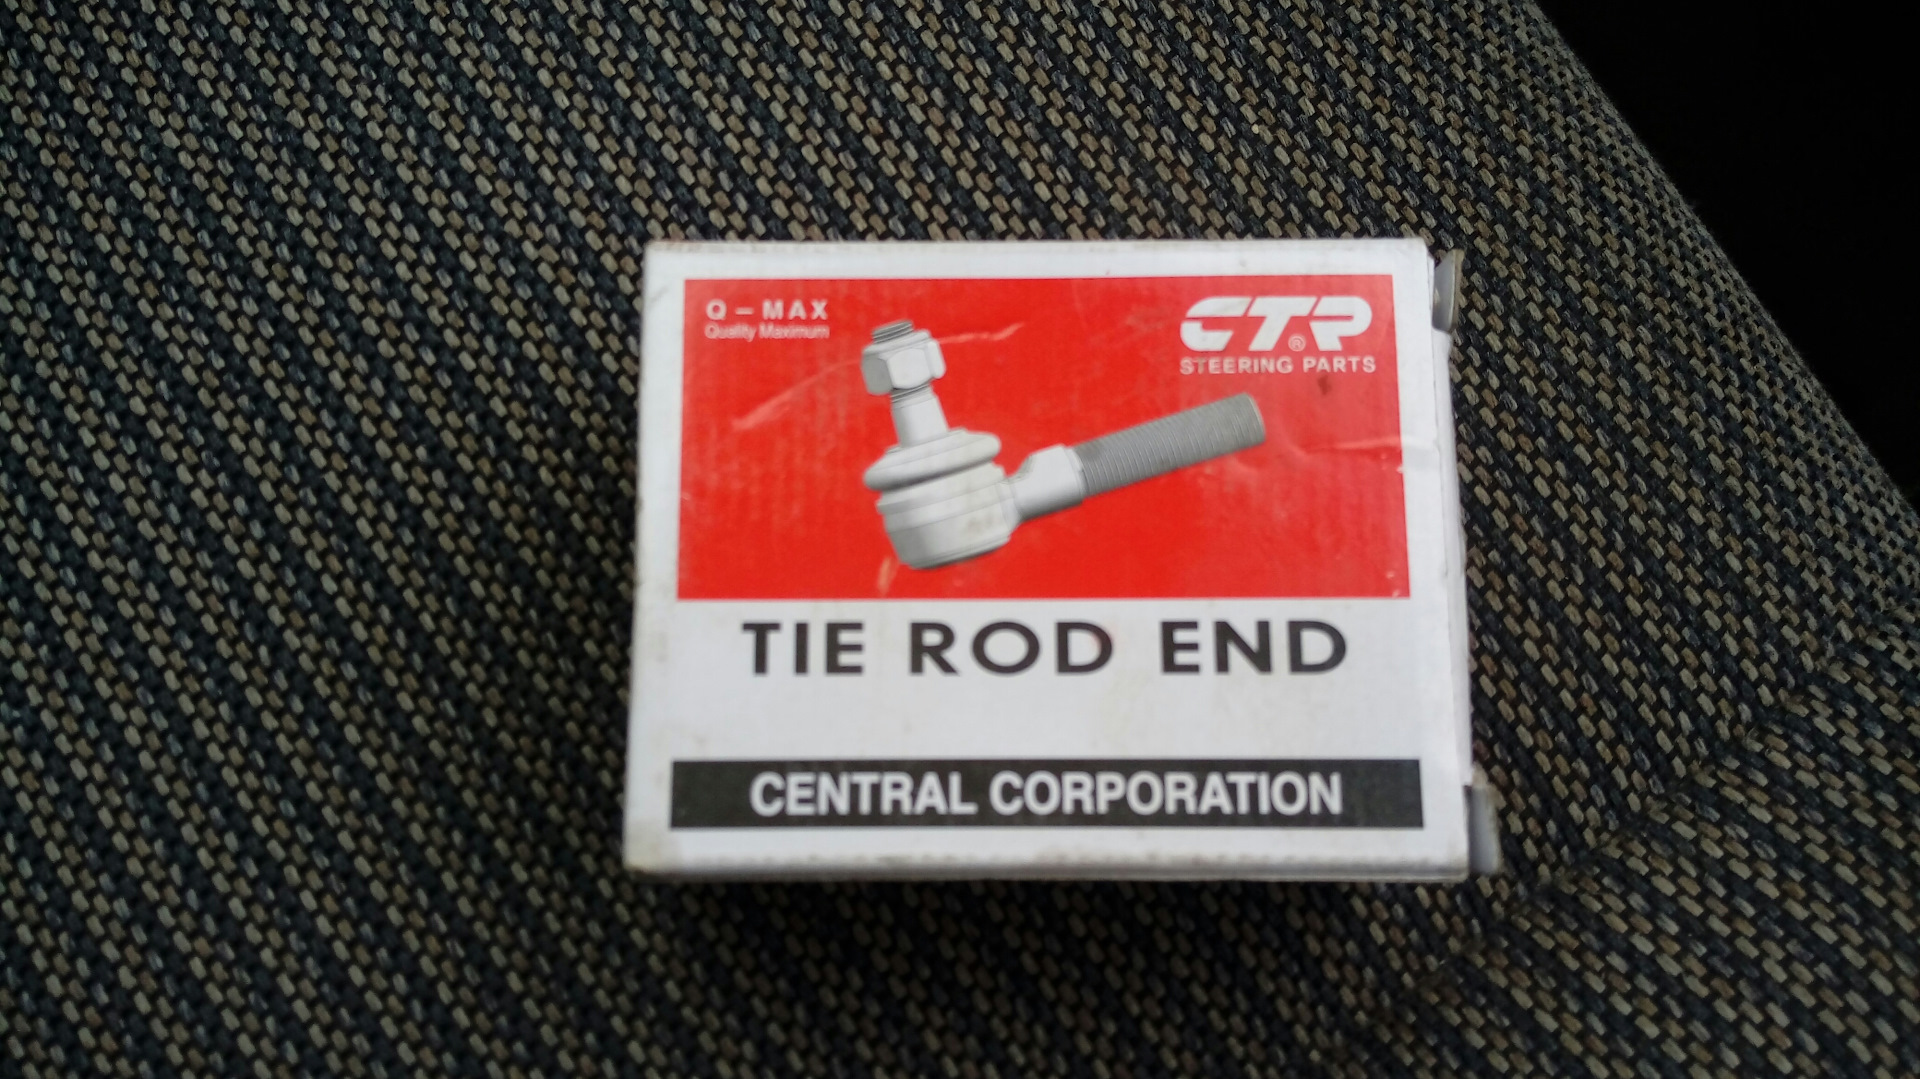 Q – MAX
Quality Maximum
CTR®
STEERING PARTS
TIE ROD END
CENTRAL CORPORATION